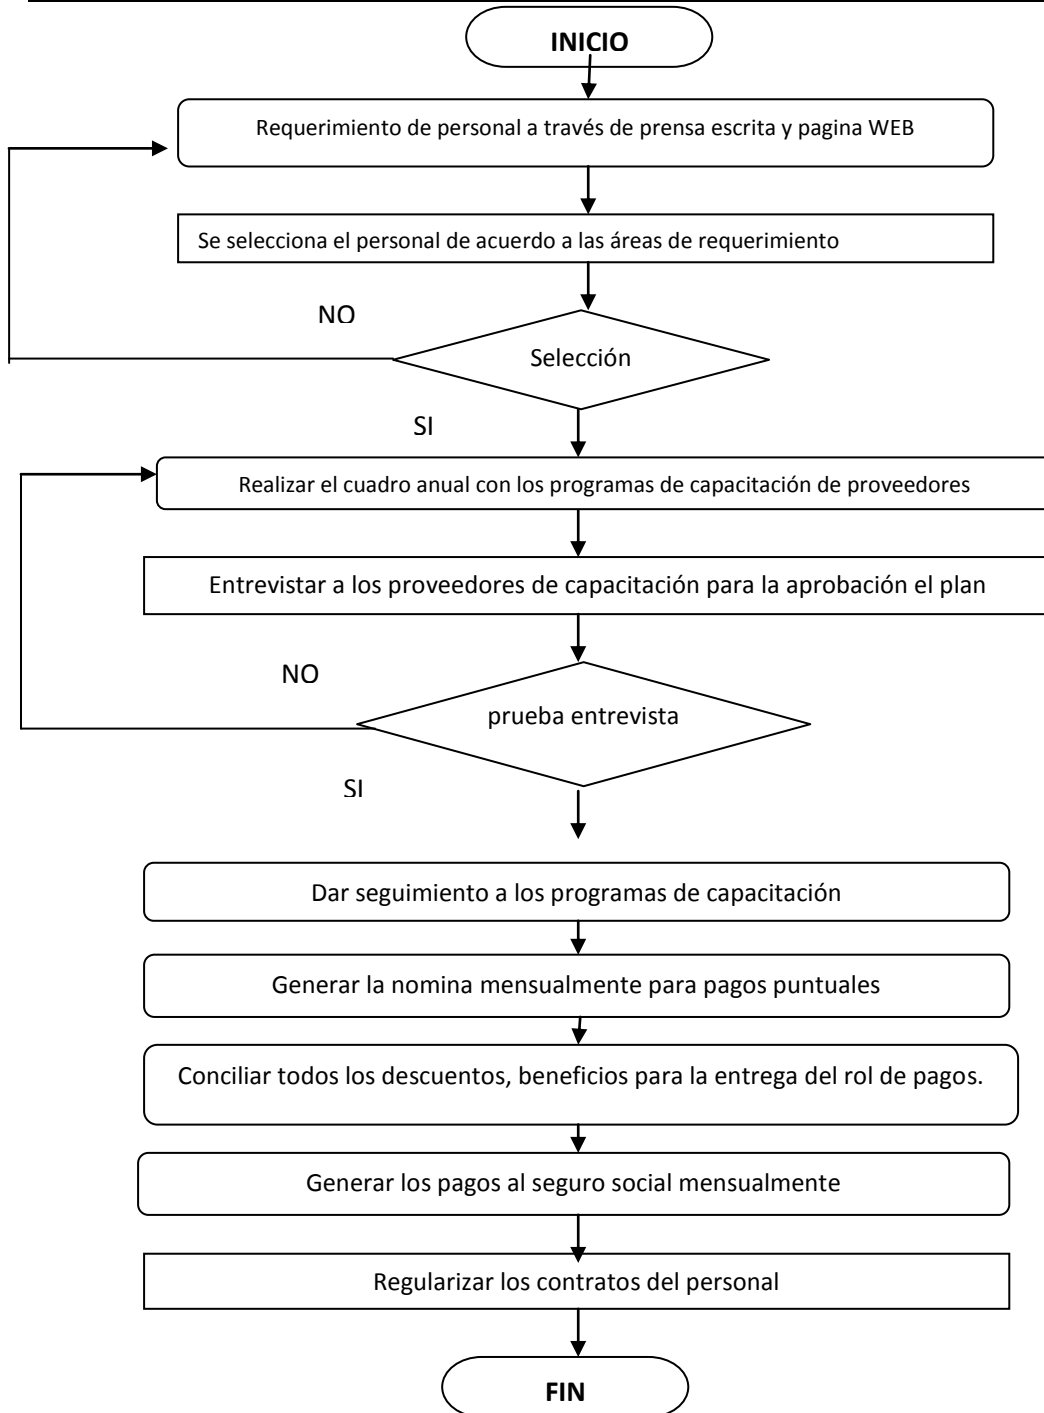 INICIO
Requerimiento de personal a través de prensa escrita y pagina WEB
Se selecciona el personal de acuerdo a las áreas de requerimiento
NO
Selección
SI
Realizar el cuadro anual con los programas de capacitación de proveedores
Entrevistar a los proveedores de capacitación para la aprobación el plan
NO
prueba entrevista
SI
Dar seguimiento a los programas de capacitación
Generar la nomina mensualmente para pagos puntuales
Conciliar todos los descuentos, beneficios para la entrega del rol de pagos.
Generar los pagos al seguro social mensualmente
Regularizar los contratos del personal
FIN